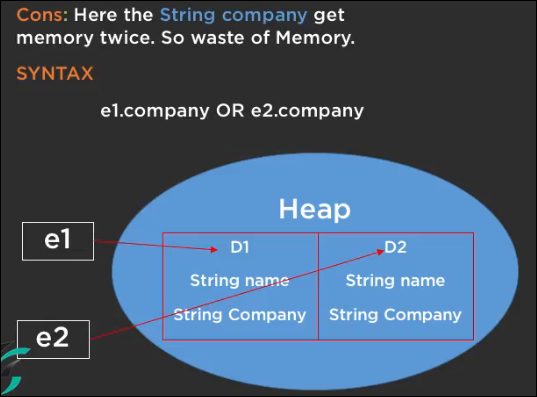 Cons: Here the String company get
memory twice. So waste of Memory.
SYNTAX
e1.company OR e2.company
Heap
e1
D1
D2
String name
String name
String Company
String Company
e2